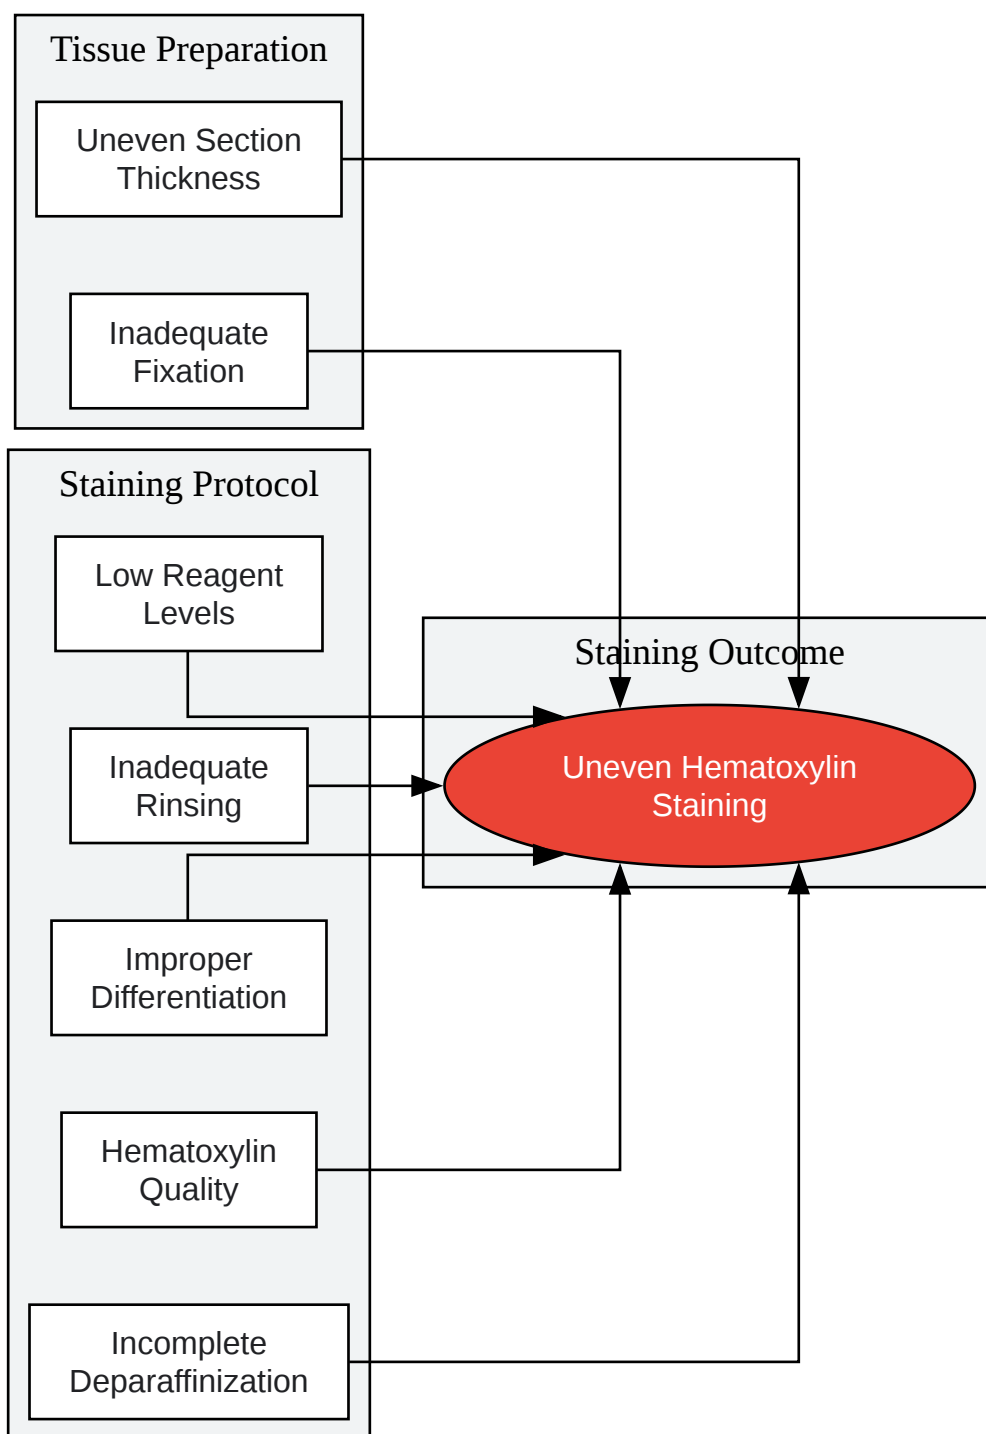 Tissue Preparation
Uneven Section
Thickness
Inadequate
Fixation
Staining Protocol
Low Reagent
Levels
Inadequate
Rinsing
Improper
Differentiation
Hematoxylin
Quality
Incomplete
Deparaffinization
Staining Outcome
Uneven Hematoxylin
Staining